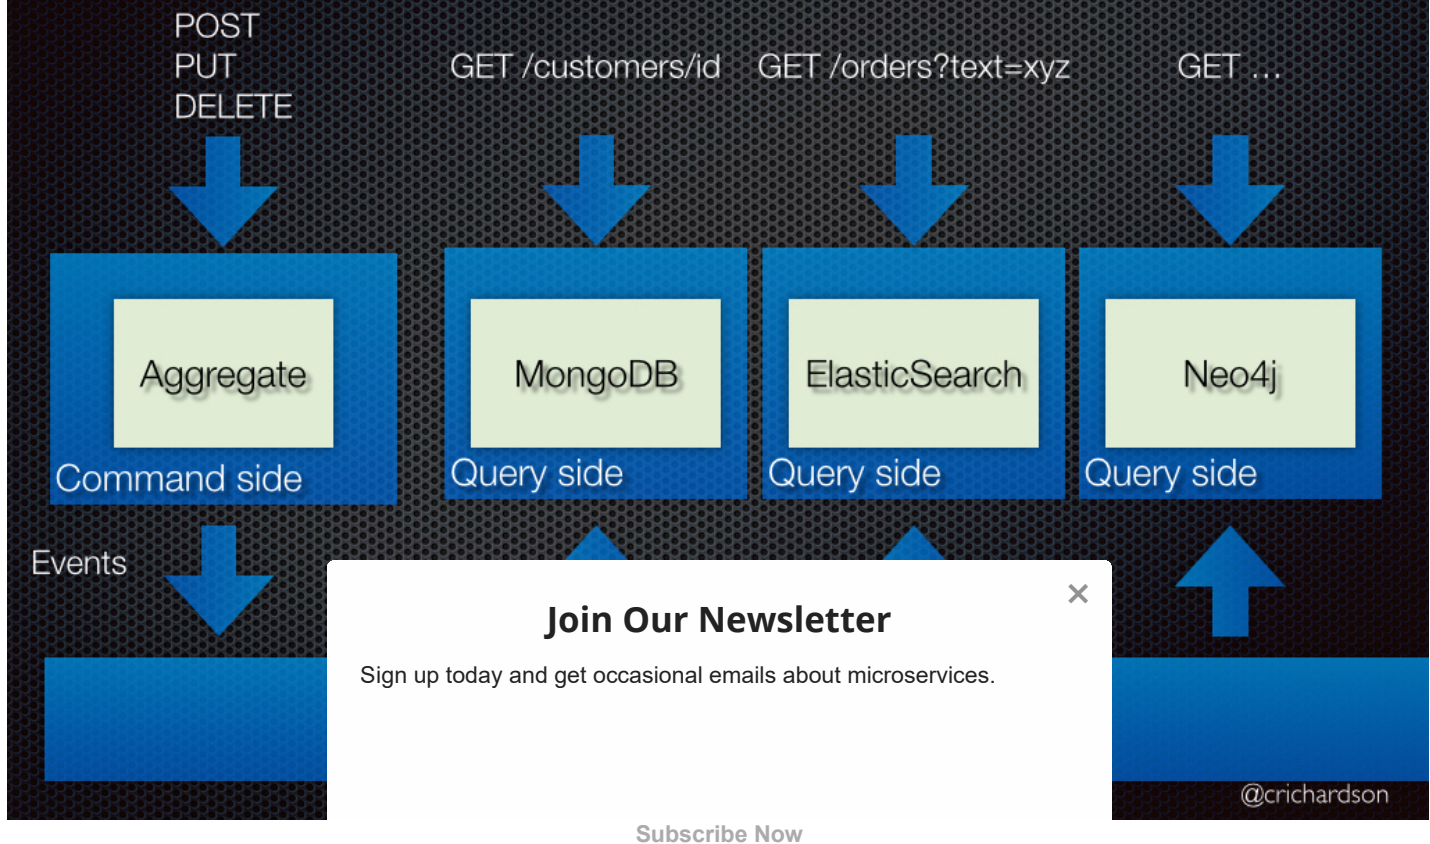 POST
PUT
DELETE
GET /customers/id
GET /orders?text=xyz
GET ...
Aggregate
MongoDB
ElasticSearch
Neo4j
Command side
Query side
Query side
Query side
Events
×
Join Our Newsletter
Sign up today and get occasional emails about microservices.
@crichardson
Subscribe Now